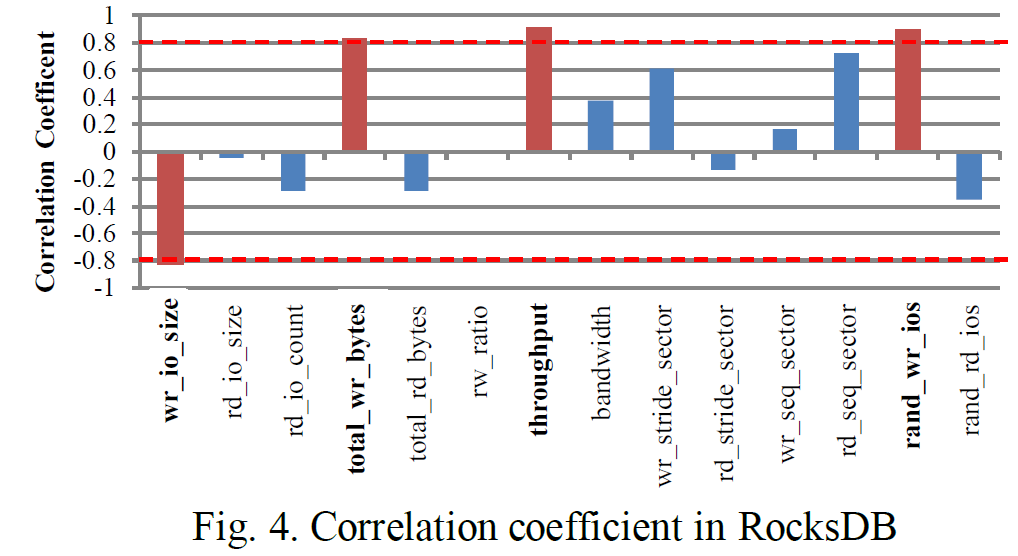 Correlation Coefficent
1
0.8
0.6
0.4
0.2
0
-0.2
-0.4
-0.6
-0.8
-1
wr_io_size
rd_io_size
rd_io_count
total_wr_bytes
total_rd_bytes
rw_ratio
throughput
bandwidth
wr_stride_sector
rd_stride_sector
wr_seq_sector
rd_seq_sector
rand_wr_ios
rand_rd_ios
Fig. 4. Correlation coefficient in RocksDB